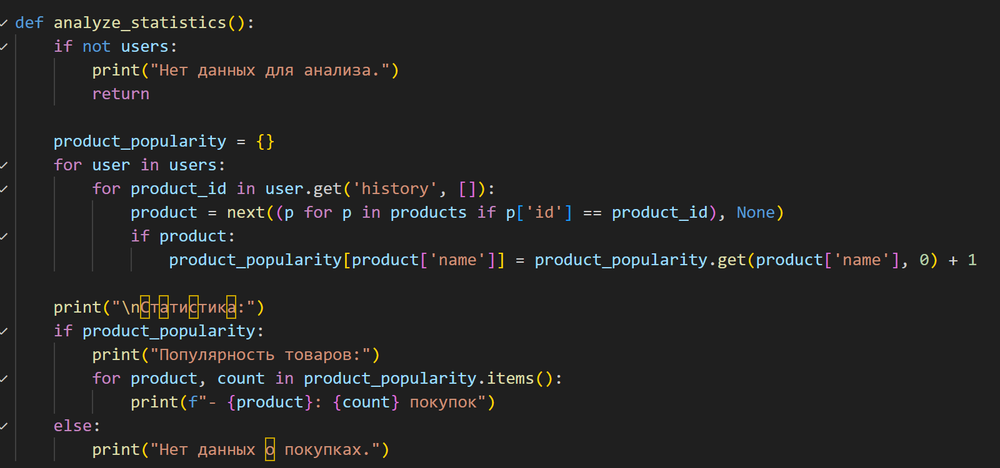 def analyze_statistics():
    if not users:
        print("Нет данных для анализа.")
        return

    product_popularity = {}
    for user in users:
        for product_id in user.get('history', []):
            product = next((p for p in products if p['id'] == product_id), None)
            if product:
                product_popularity[product['name']] = product_popularity.get(product['name'], 0) + 1

    print("\nСтатистика:")
    if product_popularity:
        print("Популярность товаров:")
        for product, count in product_popularity.items():
            print(f"- {product}: {count} покупок")
    else:
        print("Нет данных о покупках.")